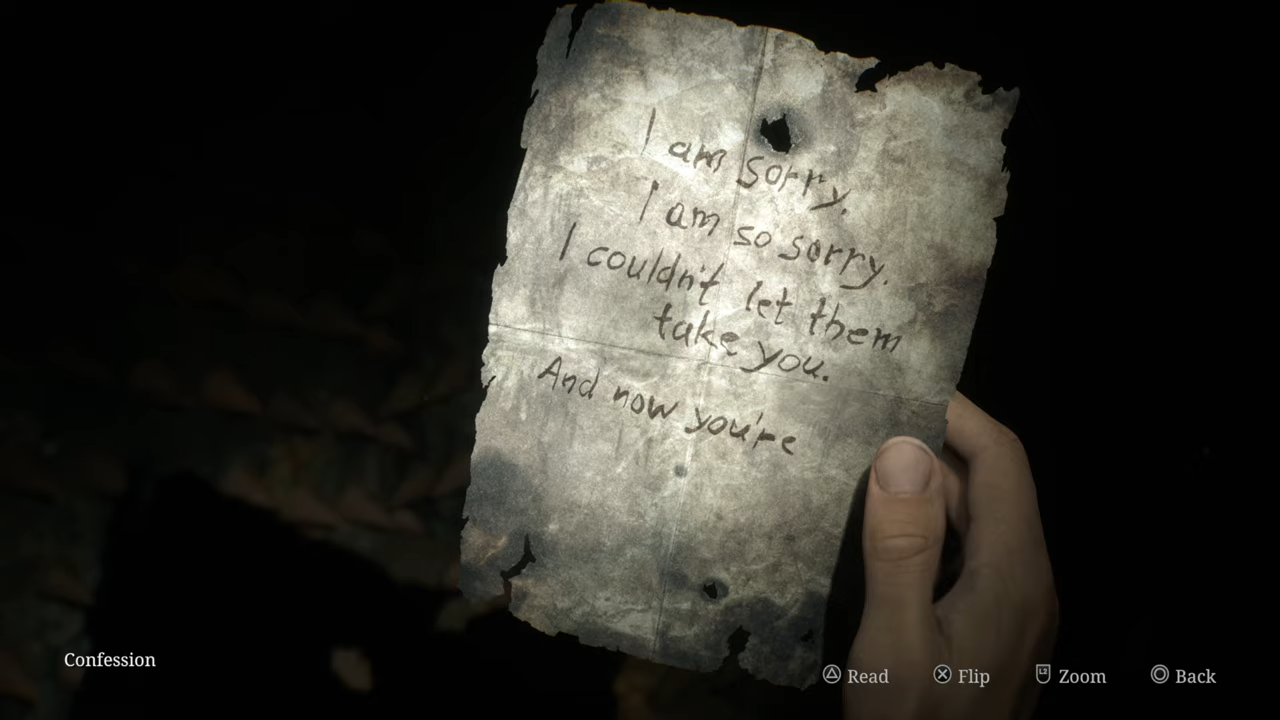 I am sorry.
I am so sorry.
I couldn't let them
take you.
And now you're
Confession
Read
Flip
L2
Zoom
Back